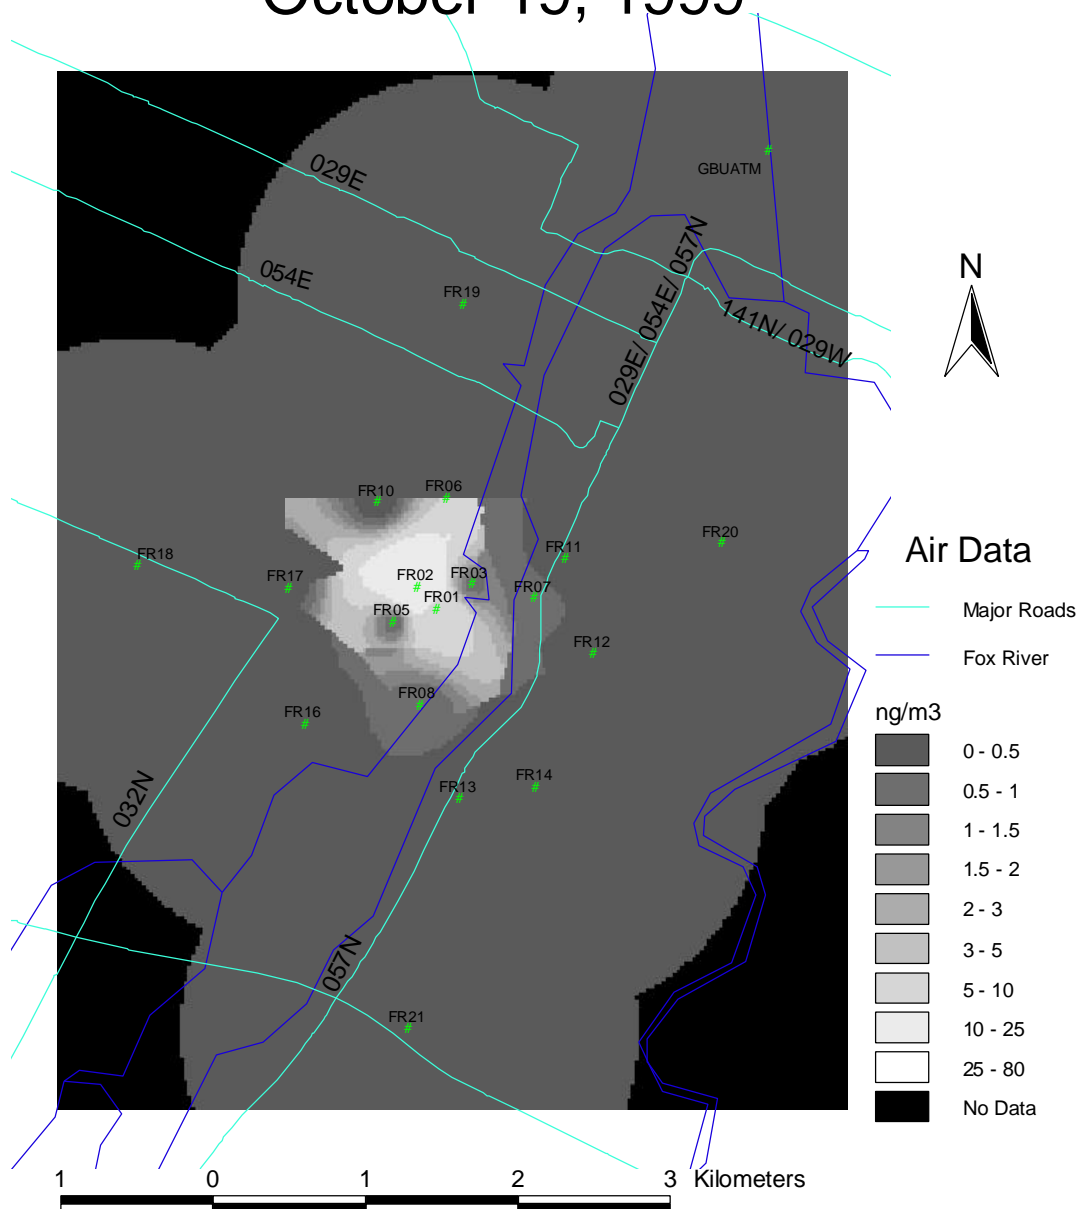 October 19, 1999
GBUATM
029E
054E
FR19
029E/ 054E/ 057N
141N/ 029W
N
FR10
FR06
FR18
FR17
FR02
FR03
FR11
FR20
FR07
FR01
FR05
FR12
FR08
FR16
FR13
FR14
032N
057N
FR21
Air Data
Major Roads
Fox River
ng/m3
0 - 0.5
0.5 - 1
1 - 1.5
1.5 - 2
2 - 3
3 - 5
5 - 10
10 - 25
25 - 80
No Data
1 0 1 2 3 Kilometers